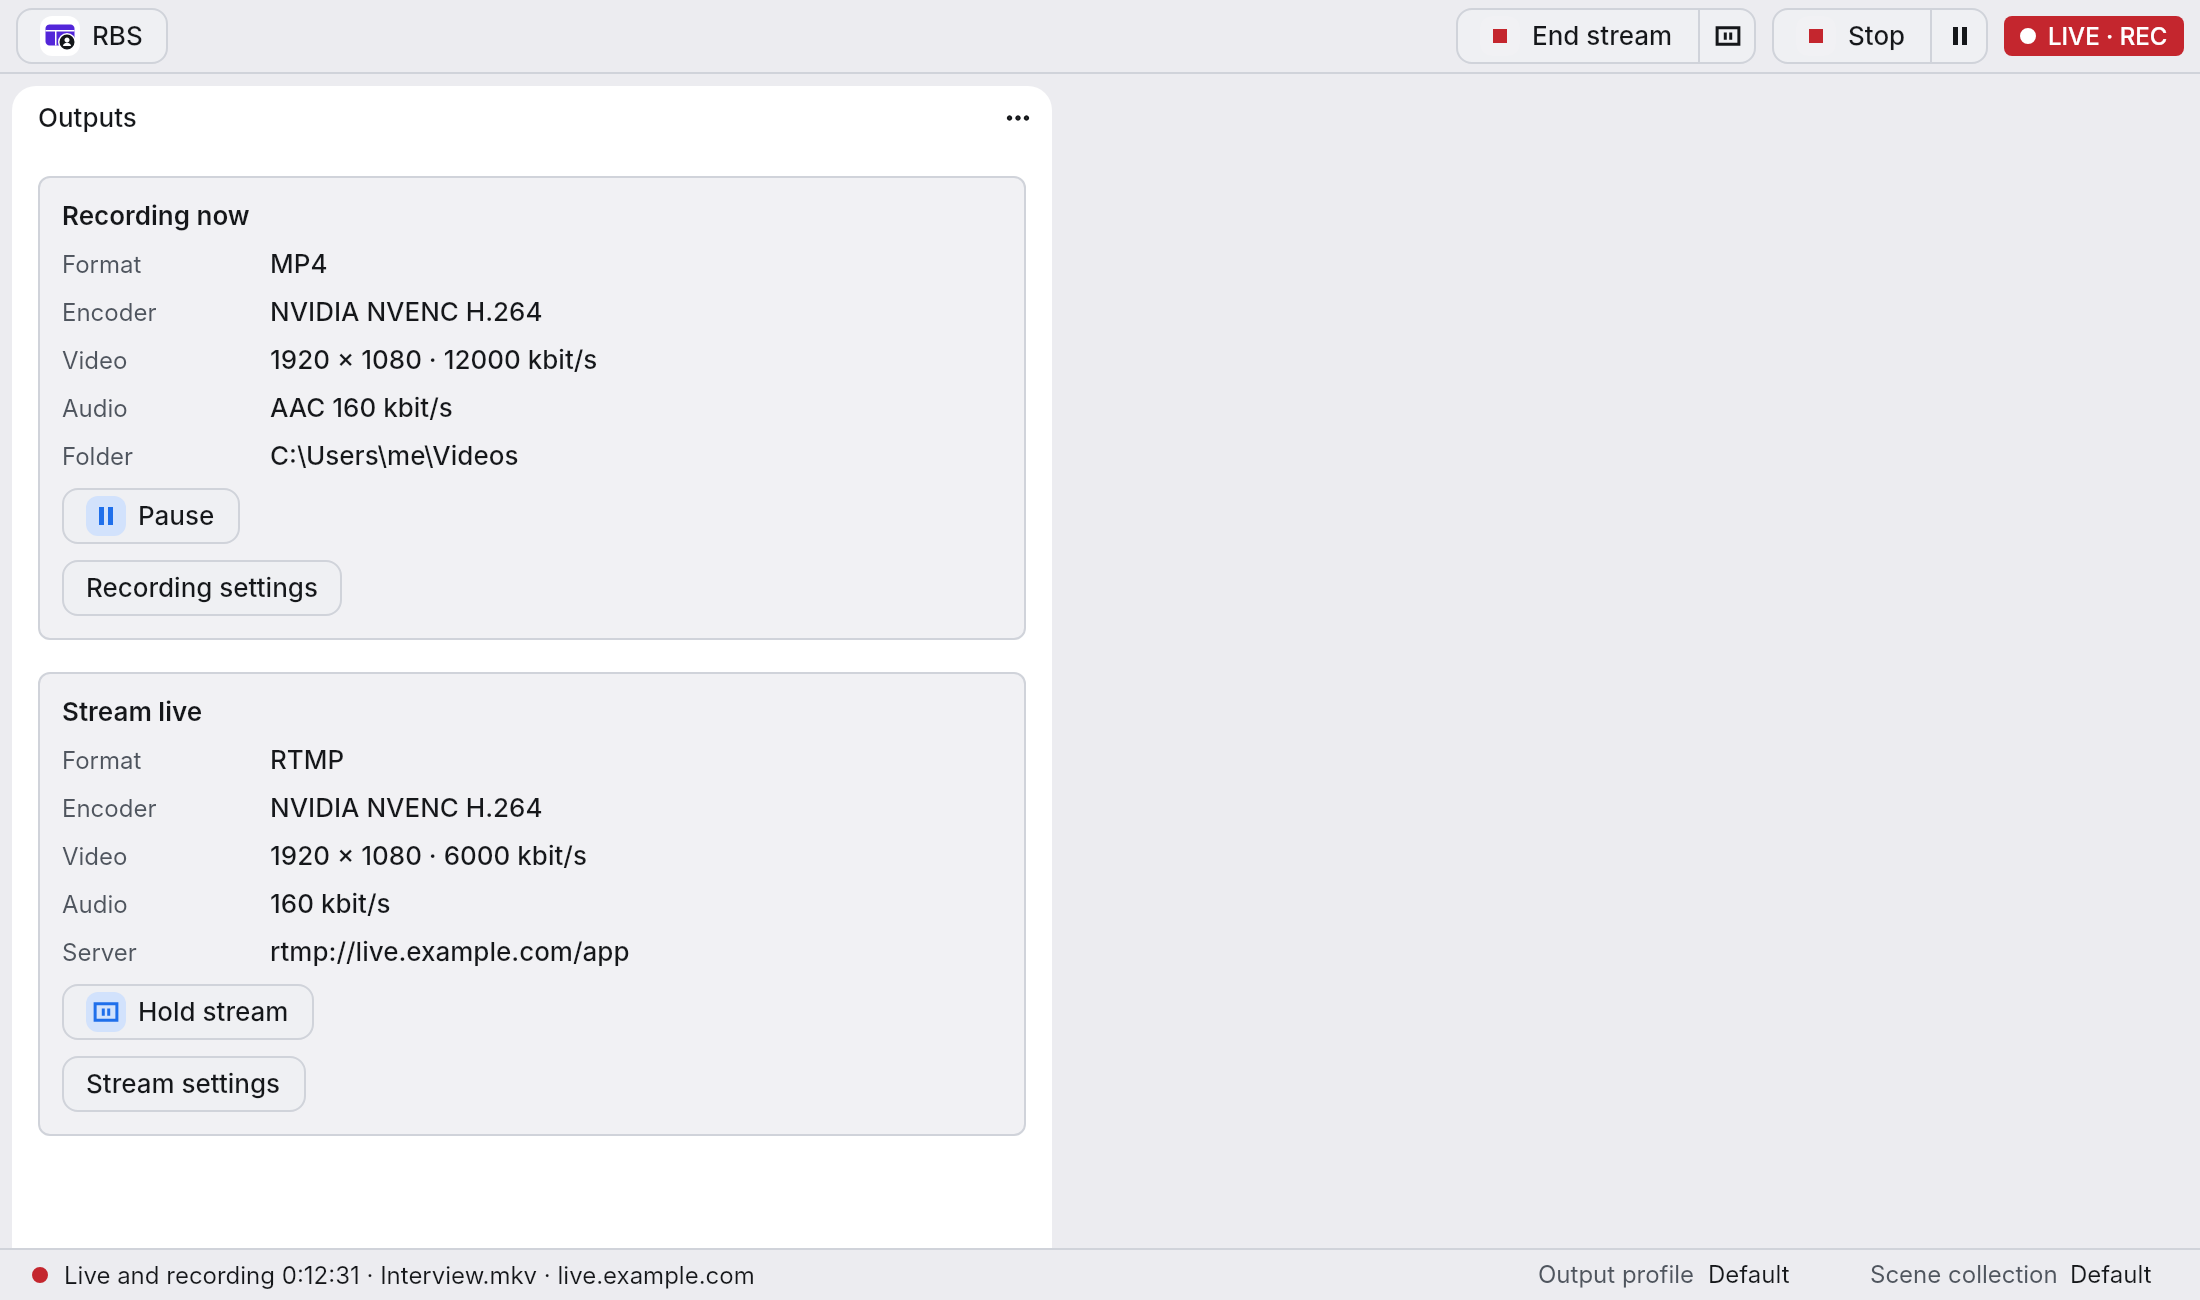 RBS
End stream
Stop
LIVE · REC
Outputs
Recording now
Format MP4
Encoder NVIDIA NVENC H.264
Video 1920 × 1080 · 12000 kbit/s
Audio AAC 160 kbit/s
Folder C:\Users\me\Videos
Pause
Recording settings
Stream live
Format RTMP
Encoder NVIDIA NVENC H.264
Video 1920 × 1080 · 6000 kbit/s
Audio 160 kbit/s
Server rtmp://live.example.com/app
Hold stream
Stream settings
Live and recording 0:12:31 · Interview.mkv · live.example.com
Output profile Default
Scene collection Default